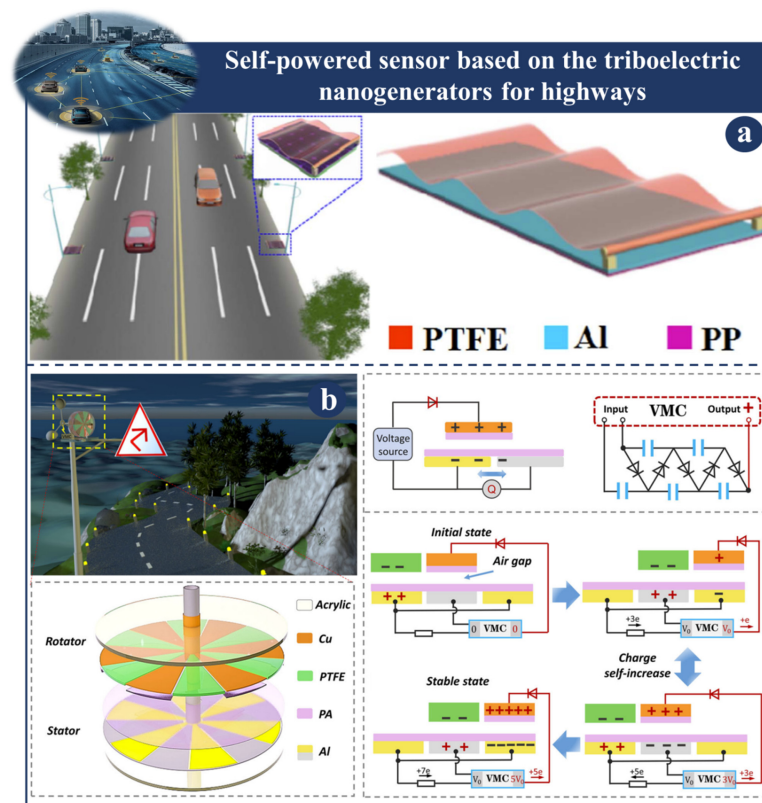 Self-powered sensor based on the triboelectric
nanogenerators for highways
a
PTFE
Al
PP
b
Voltage
source
+ + +
- - -
Q
Input
VMC
Output +
Acrylic
Rotator
Cu
PTFE
Stator
PA
Al
Initial state
- -
Air gap
+ +
0 VMC 0
- -
+
+ +
-
+3e
V₀ VMC V₀
+e
Charge
self-increase
Stable state
- -
+++++
+ +
-----
+7e
V₀ VMC 5V₀
+5e
- -
+ + +
+ +
- - -
+5e
V₀ VMC 3V₀
+3e